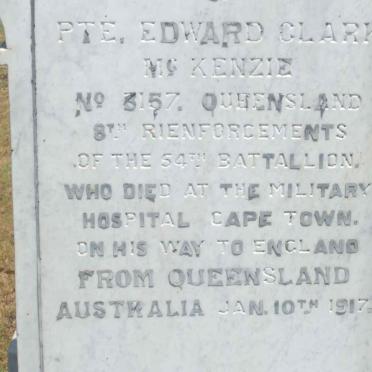 PTE. EDWARD CLARK
Mc KENZIE
No 3157. QUEENSLAND
8TH RIENFORCEMENTS
OF THE 54TH BATTALLION.
WHO DIED AT THE MILITARY
HOSPITAL CAPE TOWN.
ON HIS WAY TO ENGLAND
FROM QUEENSLAND
AUSTRALIA JAN. 10TH 1917.